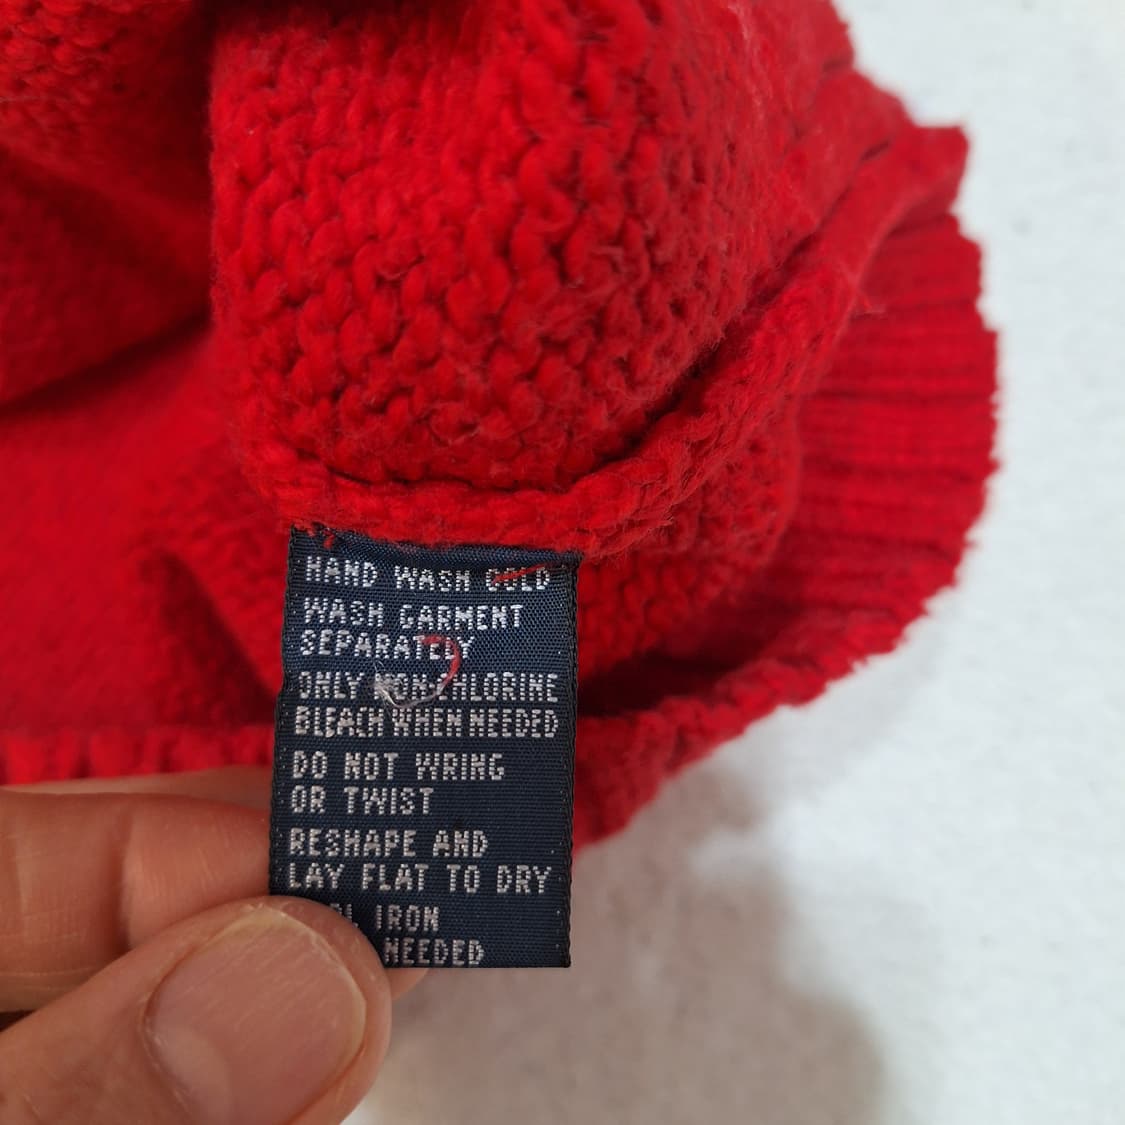 HAND WASH COLD
WASH GARMENT
SEPARATELY
ONLY NON-CHLORINE
BLEACH WHEN NEEDED
DO NOT WRING
OR TWIST
RESHAPE AND
LAY FLAT TO DRY
IRON
NEEDED